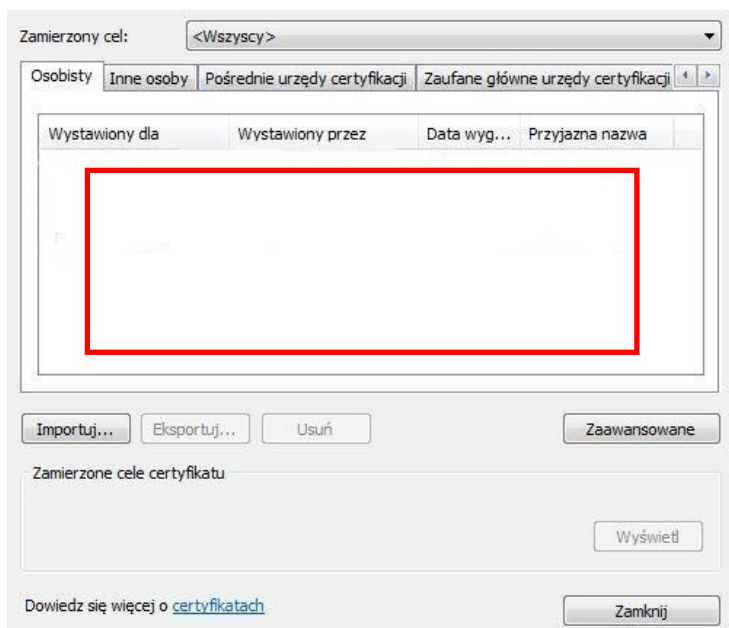 Zamierzony cel: <Wszyscy>
Osobisty Inne osoby Pośrednie urzędy certyfikacji Zaufane główne urzędy certyfikacji
Wystawiony dla Wystawiony przez Data wyg... Przyjazna nazwa
Importuj... Eksportuj... Usuń Zaawansowane
Zamierzone cele certyfikatu
Wyświetl
Dowiedz się więcej o certyfikatach Zamknij